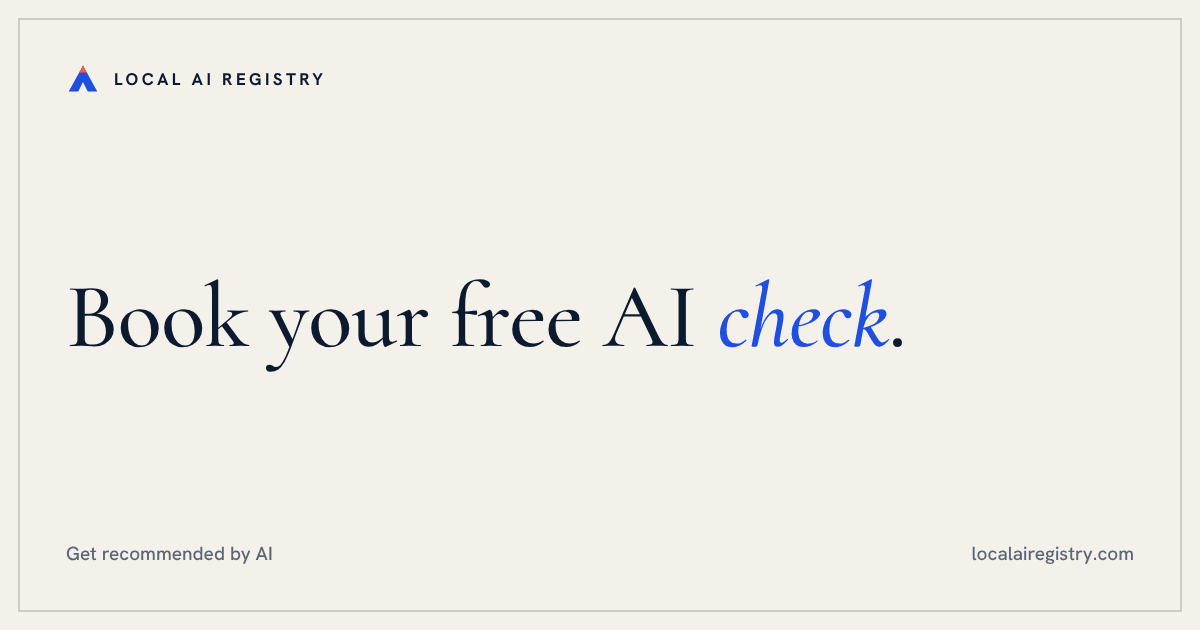 LOCAL AI REGISTRY
Book your free AI check.
Get recommended by AI
localairegistry.com